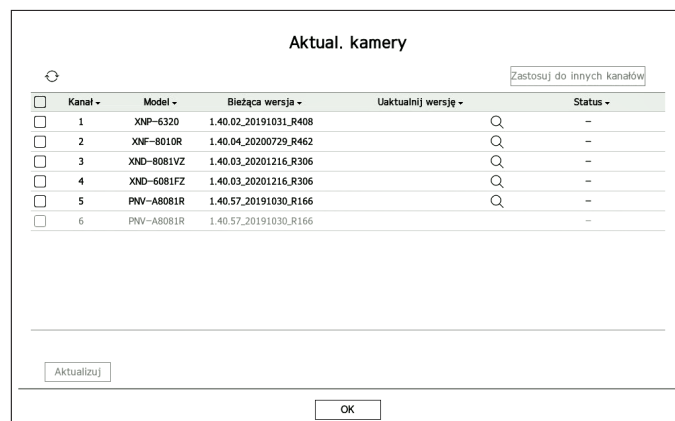 Aktual. kamery
Zastosuj do innych kanałów
Kanał Model Bieżąca wersja Uaktualnij wersję Status
1 XNP-6320 1.40.02_20191031_R408 -
2 XNF-8010R 1.40.04_20200729_R462 -
3 XND-8081VZ 1.40.03_20201216_R306 -
4 XND-6081FZ 1.40.03_20201216_R306 -
5 PNV-A8081R 1.40.57_20191030_R166 -
6 PNV-A8081R 1.40.57_20191030_R166 -
Aktualizuj
OK